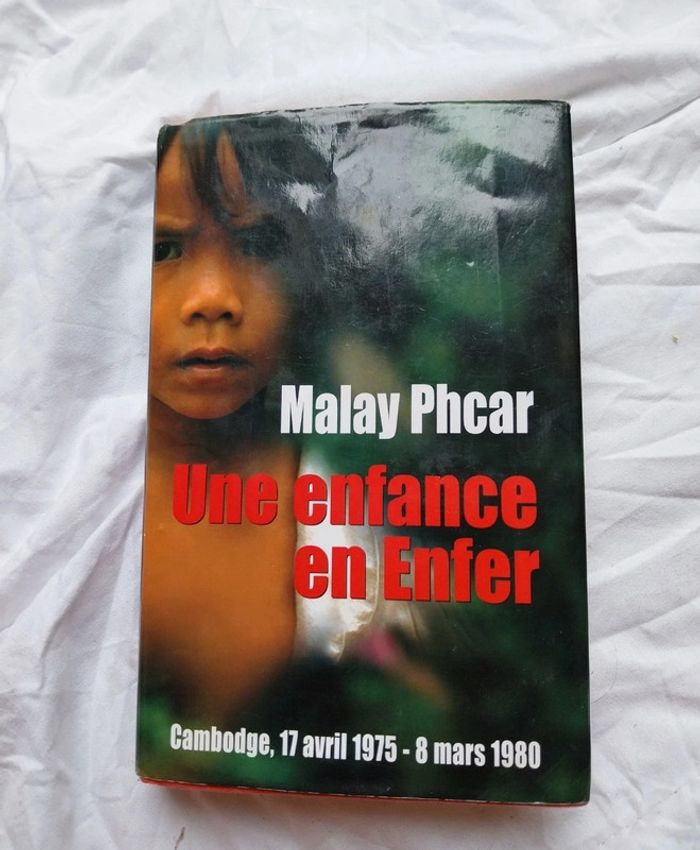 Malay Phcar
Une enfance
en Enfer
Cambodge, 17 avril 1975 - 8 mars 1980